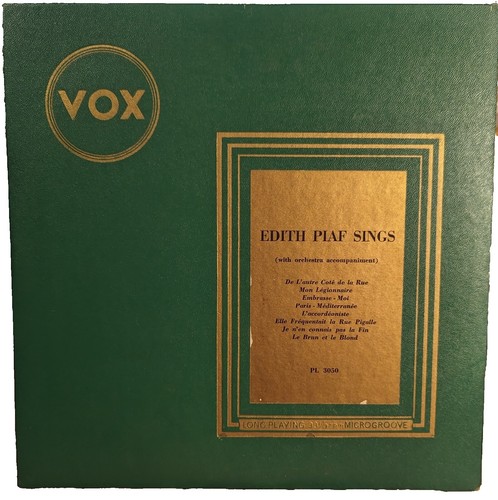 VOX
EDITH PIAF SINGS
(with orchestra accompaniment)
De L'autre Coté de la Rue
Mon Légionnaire
Embrasse - Moi
Paris - Méditerranée
L'accordéoniste
Elle Fréquentait la Rue Pigalle
Je n'en connais pas la Fin
Le Brun et le Blond
PL 3050
LONG PLAYING MICROGROOVE